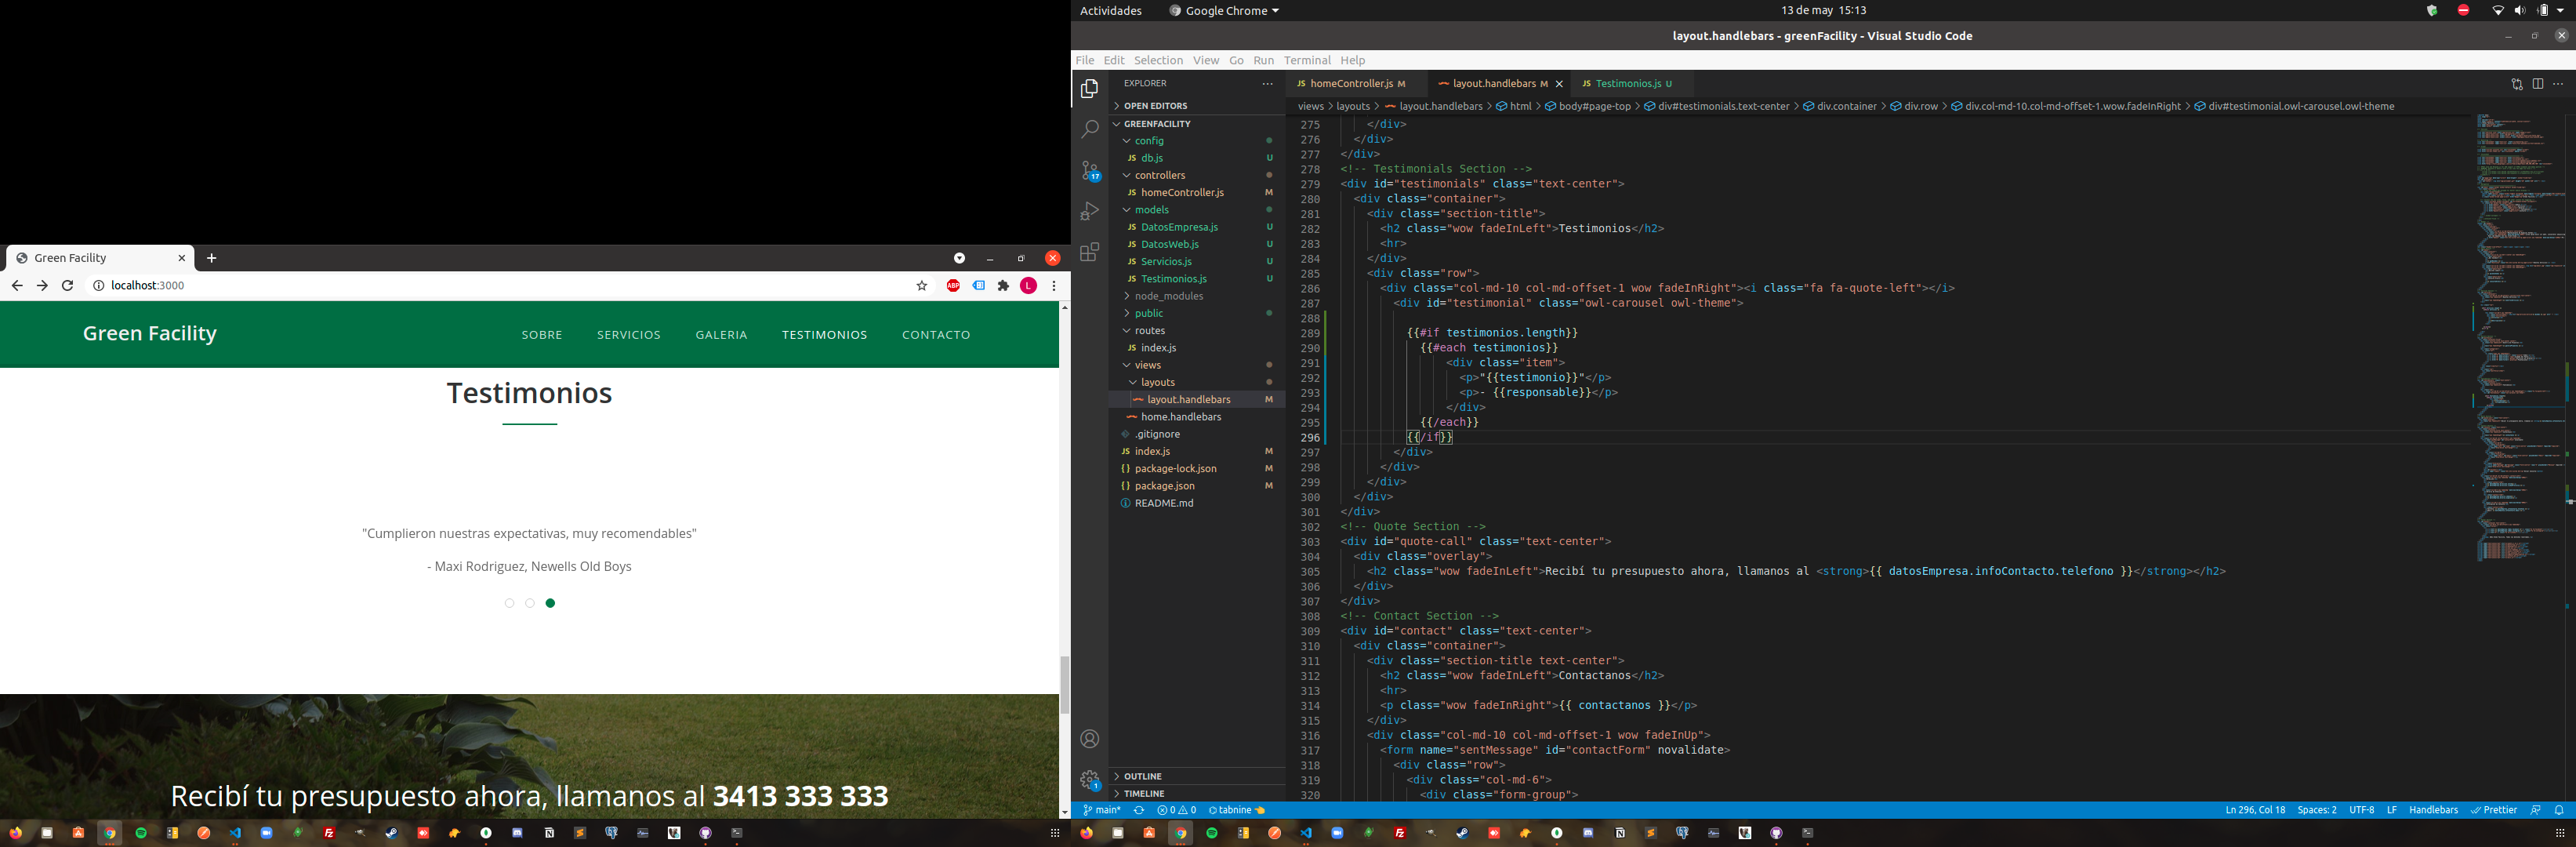 Actividades
Google Chrome
13 de may 15:13
layout.handlebars - greenFacility - Visual Studio Code
File Edit Selection View Go Run Terminal Help
EXPLORER
OPEN EDITORS
GREENFACILITY
config
db.js U
controllers
homeController.js M
models
DatosEmpresa.js U
DatosWeb.js U
Servicios.js U
Testimonios.js U
node_modules
public
routes
index.js
views
layouts
layout.handlebars M
home.handlebars
.gitignore
index.js M
package-lock.json M
package.json M
README.md
OUTLINE
TIMELINE
17
1
JS homeController.js M
layout.handlebars M
JS Testimonios.js U
views > layouts > layout.handlebars > html > body#page-top > div#testimonials.text-center > div.container > div.row > div.col-md-10.col-md-offset-1.wow.fadeInRight > div#testimonial.owl-carousel.owl-theme
275 </div>
276 </div>
277 </div>
278 <!-- Testimonials Section -->
279 <div id="testimonials" class="text-center">
280 <div class="container">
281 <div class="section-title">
282 <h2 class="wow fadeInLeft">Testimonios</h2>
283 <hr>
284 </div>
285 <div class="row">
286 <div class="col-md-10 col-md-offset-1 wow fadeInRight"><i class="fa fa-quote-left"></i>
287 <div id="testimonial" class="owl-carousel owl-theme">
288
289 {{#if testimonios.length}}
290 {{#each testimonios}}
291 <div class="item">
292 <p>"{{testimonio}}"</p>
293 <p>- {{responsable}}</p>
294 </div>
295 {{/each}}
296 {{/if}}
297 </div>
298 </div>
299 </div>
300 </div>
301 </div>
302 <!-- Quote Section -->
303 <div id="quote-call" class="text-center">
304 <div class="overlay">
305 <h2 class="wow fadeInLeft">Recibí tu presupuesto ahora, llamanos al <strong>{{ datosEmpresa.infoContacto.telefono }}</strong></h2>
306 </div>
307 </div>
308 <!-- Contact Section -->
309 <div id="contact" class="text-center">
310 <div class="container">
311 <div class="section-title text-center">
312 <h2 class="wow fadeInLeft">Contactanos</h2>
313 <hr>
314 <p class="wow fadeInRight">{{ contactanos }}</p>
315 </div>
316 <div class="col-md-10 col-md-offset-1 wow fadeInUp">
317 <form name="sentMessage" id="contactForm" novalidate>
318 <div class="row">
319 <div class="col-md-6">
320 <div class="form-group">
main* 0 0 tabnine
Ln 296, Col 18 Spaces: 2 UTF-8 LF Handlebars Prettier
Green Facility
localhost:3000
ABP
L
Green Facility
SOBRE SERVICIOS GALERIA TESTIMONIOS CONTACTO
Testimonios
"Cumplieron nuestras expectativas, muy recomendables"
- Maxi Rodriguez, Newells Old Boys
Recibí tu presupuesto ahora, llamanos al 3413 333 333